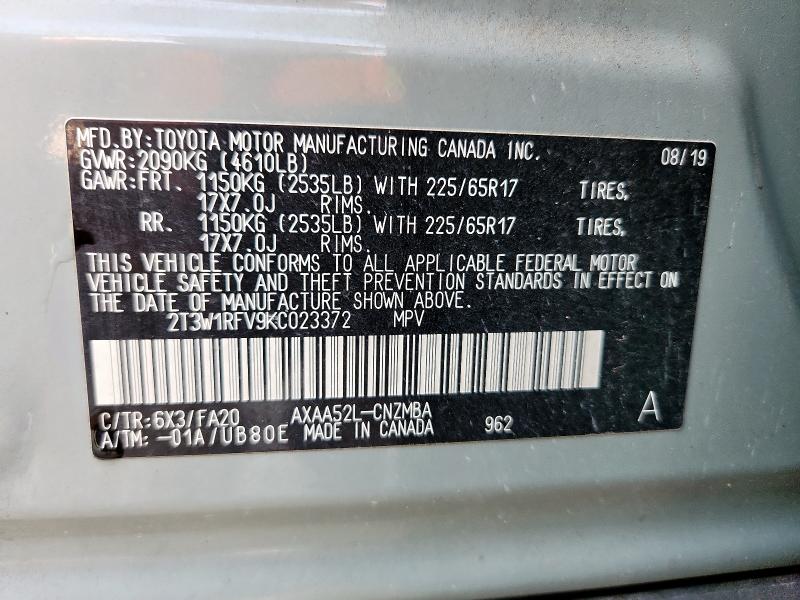 MFD.BY:TOYOTA MOTOR MANUFACTURING CANADA INC. 08/19
GVWR:2090KG (4610LB)
GAWR:FRT. 1150KG (2535LB) WITH 225/65R17 TIRES,
17X7.0J RIMS.
RR. 1150KG (2535LB) WITH 225/65R17 TIRES,
17X7.0J RIMS.
THIS VEHICLE CONFORMS TO ALL APPLICABLE FEDERAL MOTOR
VEHICLE SAFETY AND THEFT PREVENTION STANDARDS IN EFFECT ON
THE DATE OF MANUFACTURE SHOWN ABOVE.
2T3W1RFV9KC023372 MPV
C/TR:6X3/FA20 AXAA52L-CNZMBA A
A/TM:-01A/UB80E MADE IN CANADA 962